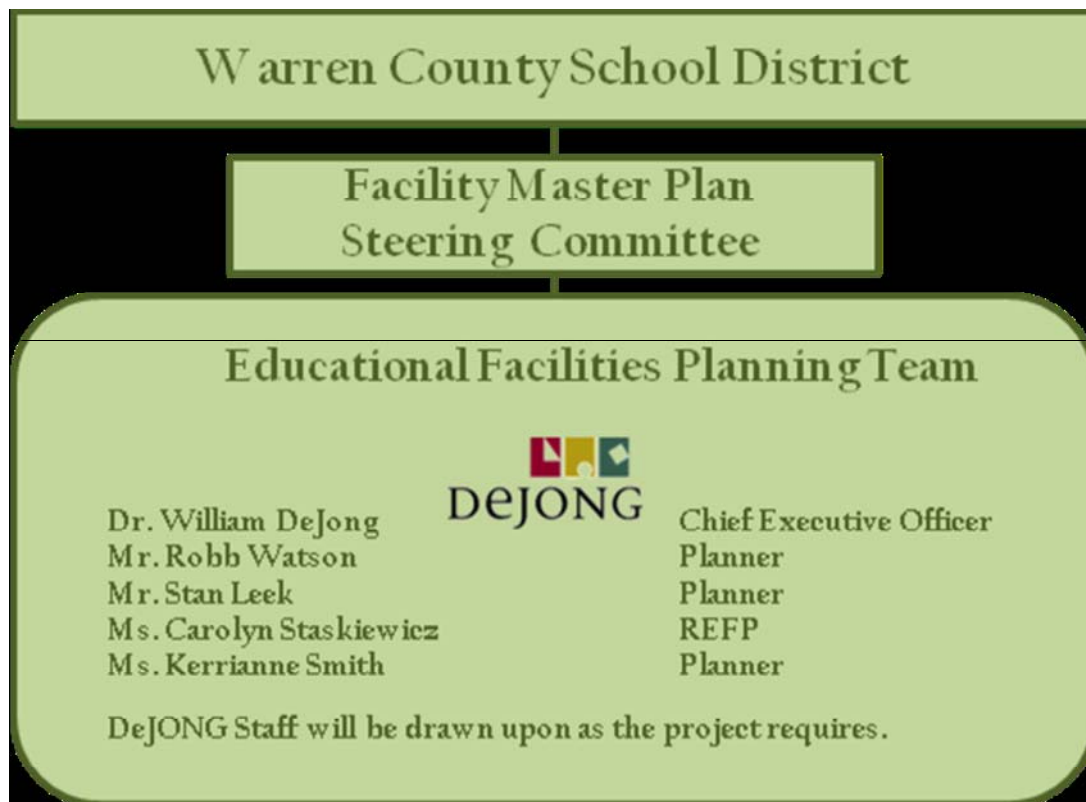 Warren County School District
Facility Master Plan
Steering Committee
Educational Facilities Planning Team
DeJONG
Dr. William DeJong Chief Executive Officer
Mr. Robb Watson Planner
Mr. Stan Leek Planner
Ms. Carolyn Staskiewicz REFP
Ms. Kerrianne Smith Planner
DeJONG Staff will be drawn upon as the project requires.